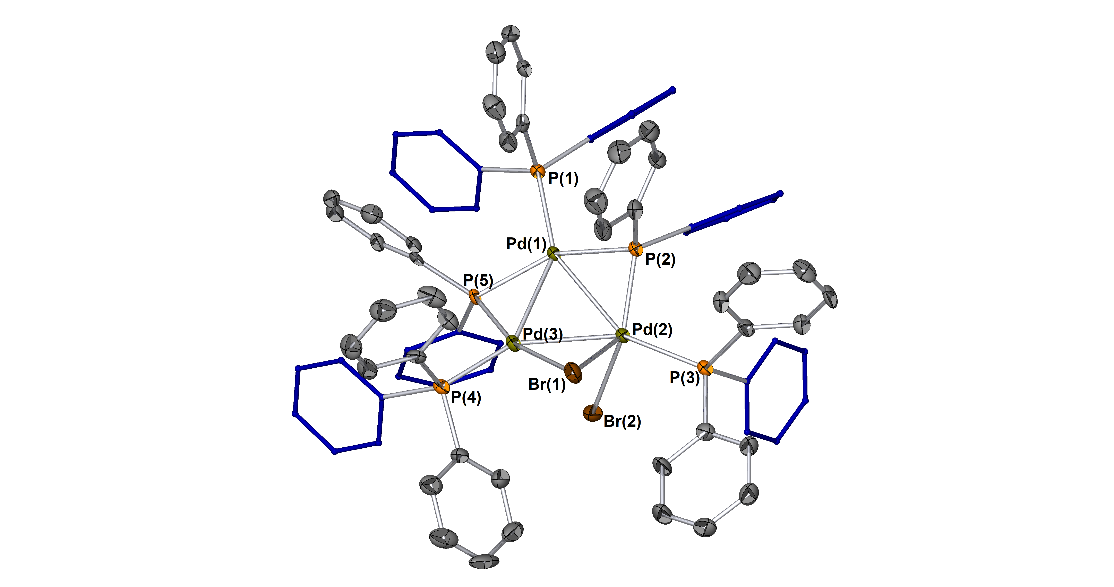 P(1)
Pd(1)
P(2)
P(5)
Pd(3)
Pd(2)
Br(1)
P(3)
P(4)
Br(2)